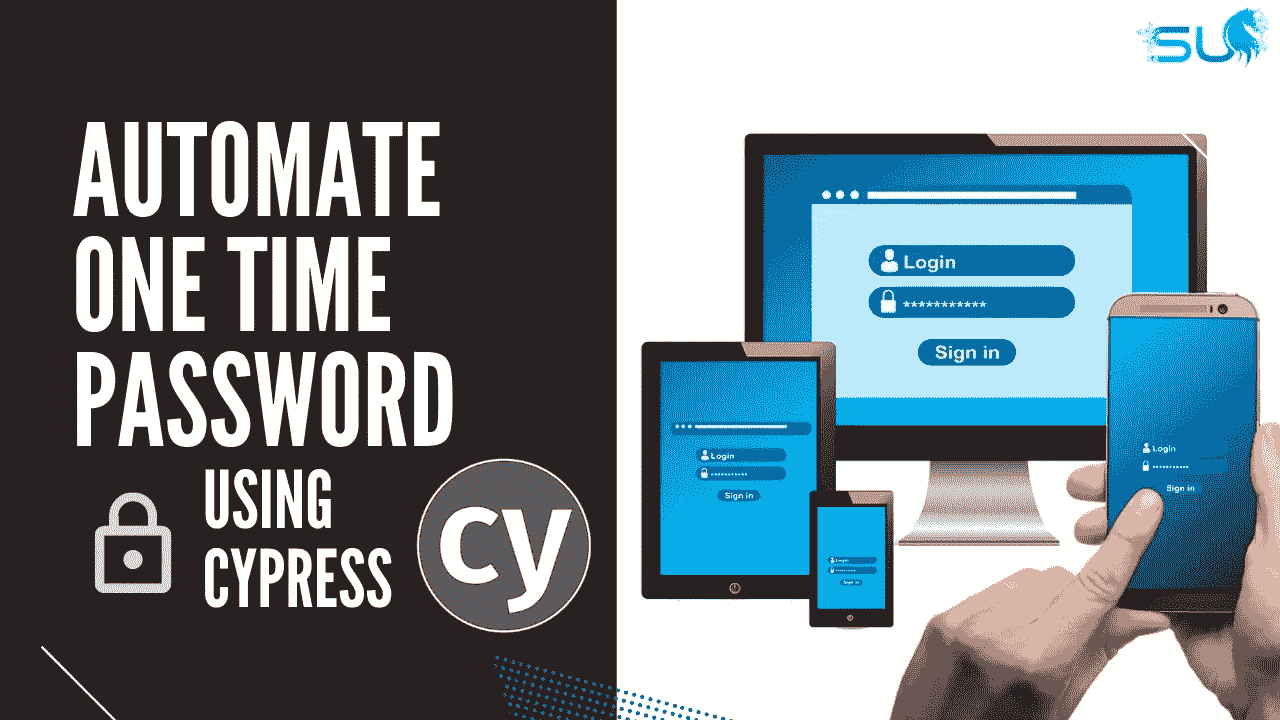 SU
AUTOMATE
ONE TIME
PASSWORD
USING
CYPRESS
cy
Login
***********
Sign in
Login
***********
Sign in
Login
Sign in
Login
***********
Sign in